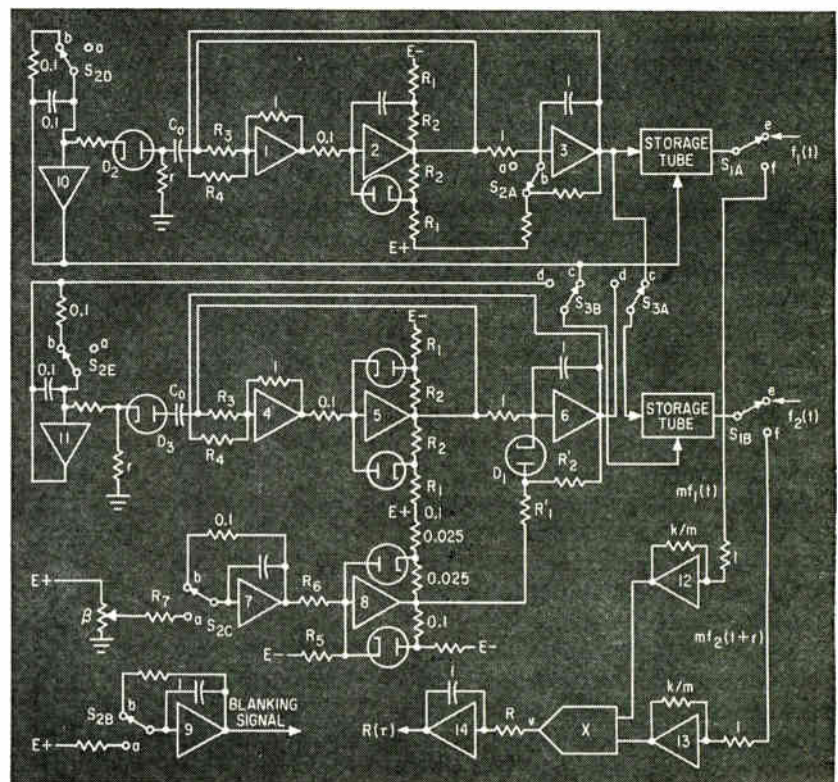 b a
0.1 S2D
0.1
C0
D2
r
R3
R4
1
1
0.1
2
E-
R1
R2
R2
R1
E+
1
1
a b
S2A
3
STORAGE TUBE
S1A
e
f
f1(t)
10
d c
S3B
d c
S3A
0.1
b a
0.1 S2E
C0
D3
r
11
R3
R4
1
4
0.1
5
E-
R1
R2
R2
R1
E+
0.1
0.025
0.025
0.1
E-
1
1
6
D1
R'2
R'1
STORAGE TUBE
S1B
e
f
f2(t)
mf1(t)
0.1
b
a
S2C
7
R6
8
R5
E-
E+
β
R7
k/m
12
1
mf2(t+r)
S2B
b
a
1
9
BLANKING SIGNAL
E+
R(r)
1
14
R
v
X
k/m
13
1